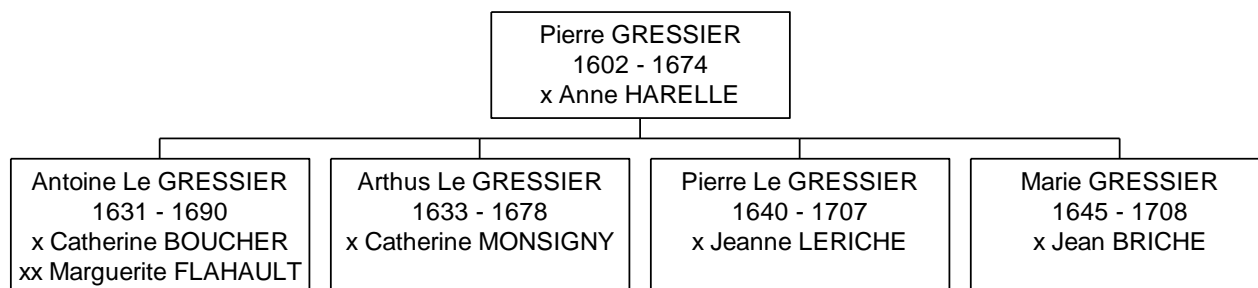 Pierre GRESSIER
1602 - 1674
x Anne HARELLE
Antoine Le GRESSIER
1631 - 1690
x Catherine BOUCHER
xx Marguerite FLAHAULT
Arthus Le GRESSIER
1633 - 1678
x Catherine MONSIGNY
Pierre Le GRESSIER
1640 - 1707
x Jeanne LERICHE
Marie GRESSIER
1645 - 1708
x Jean BRICHE